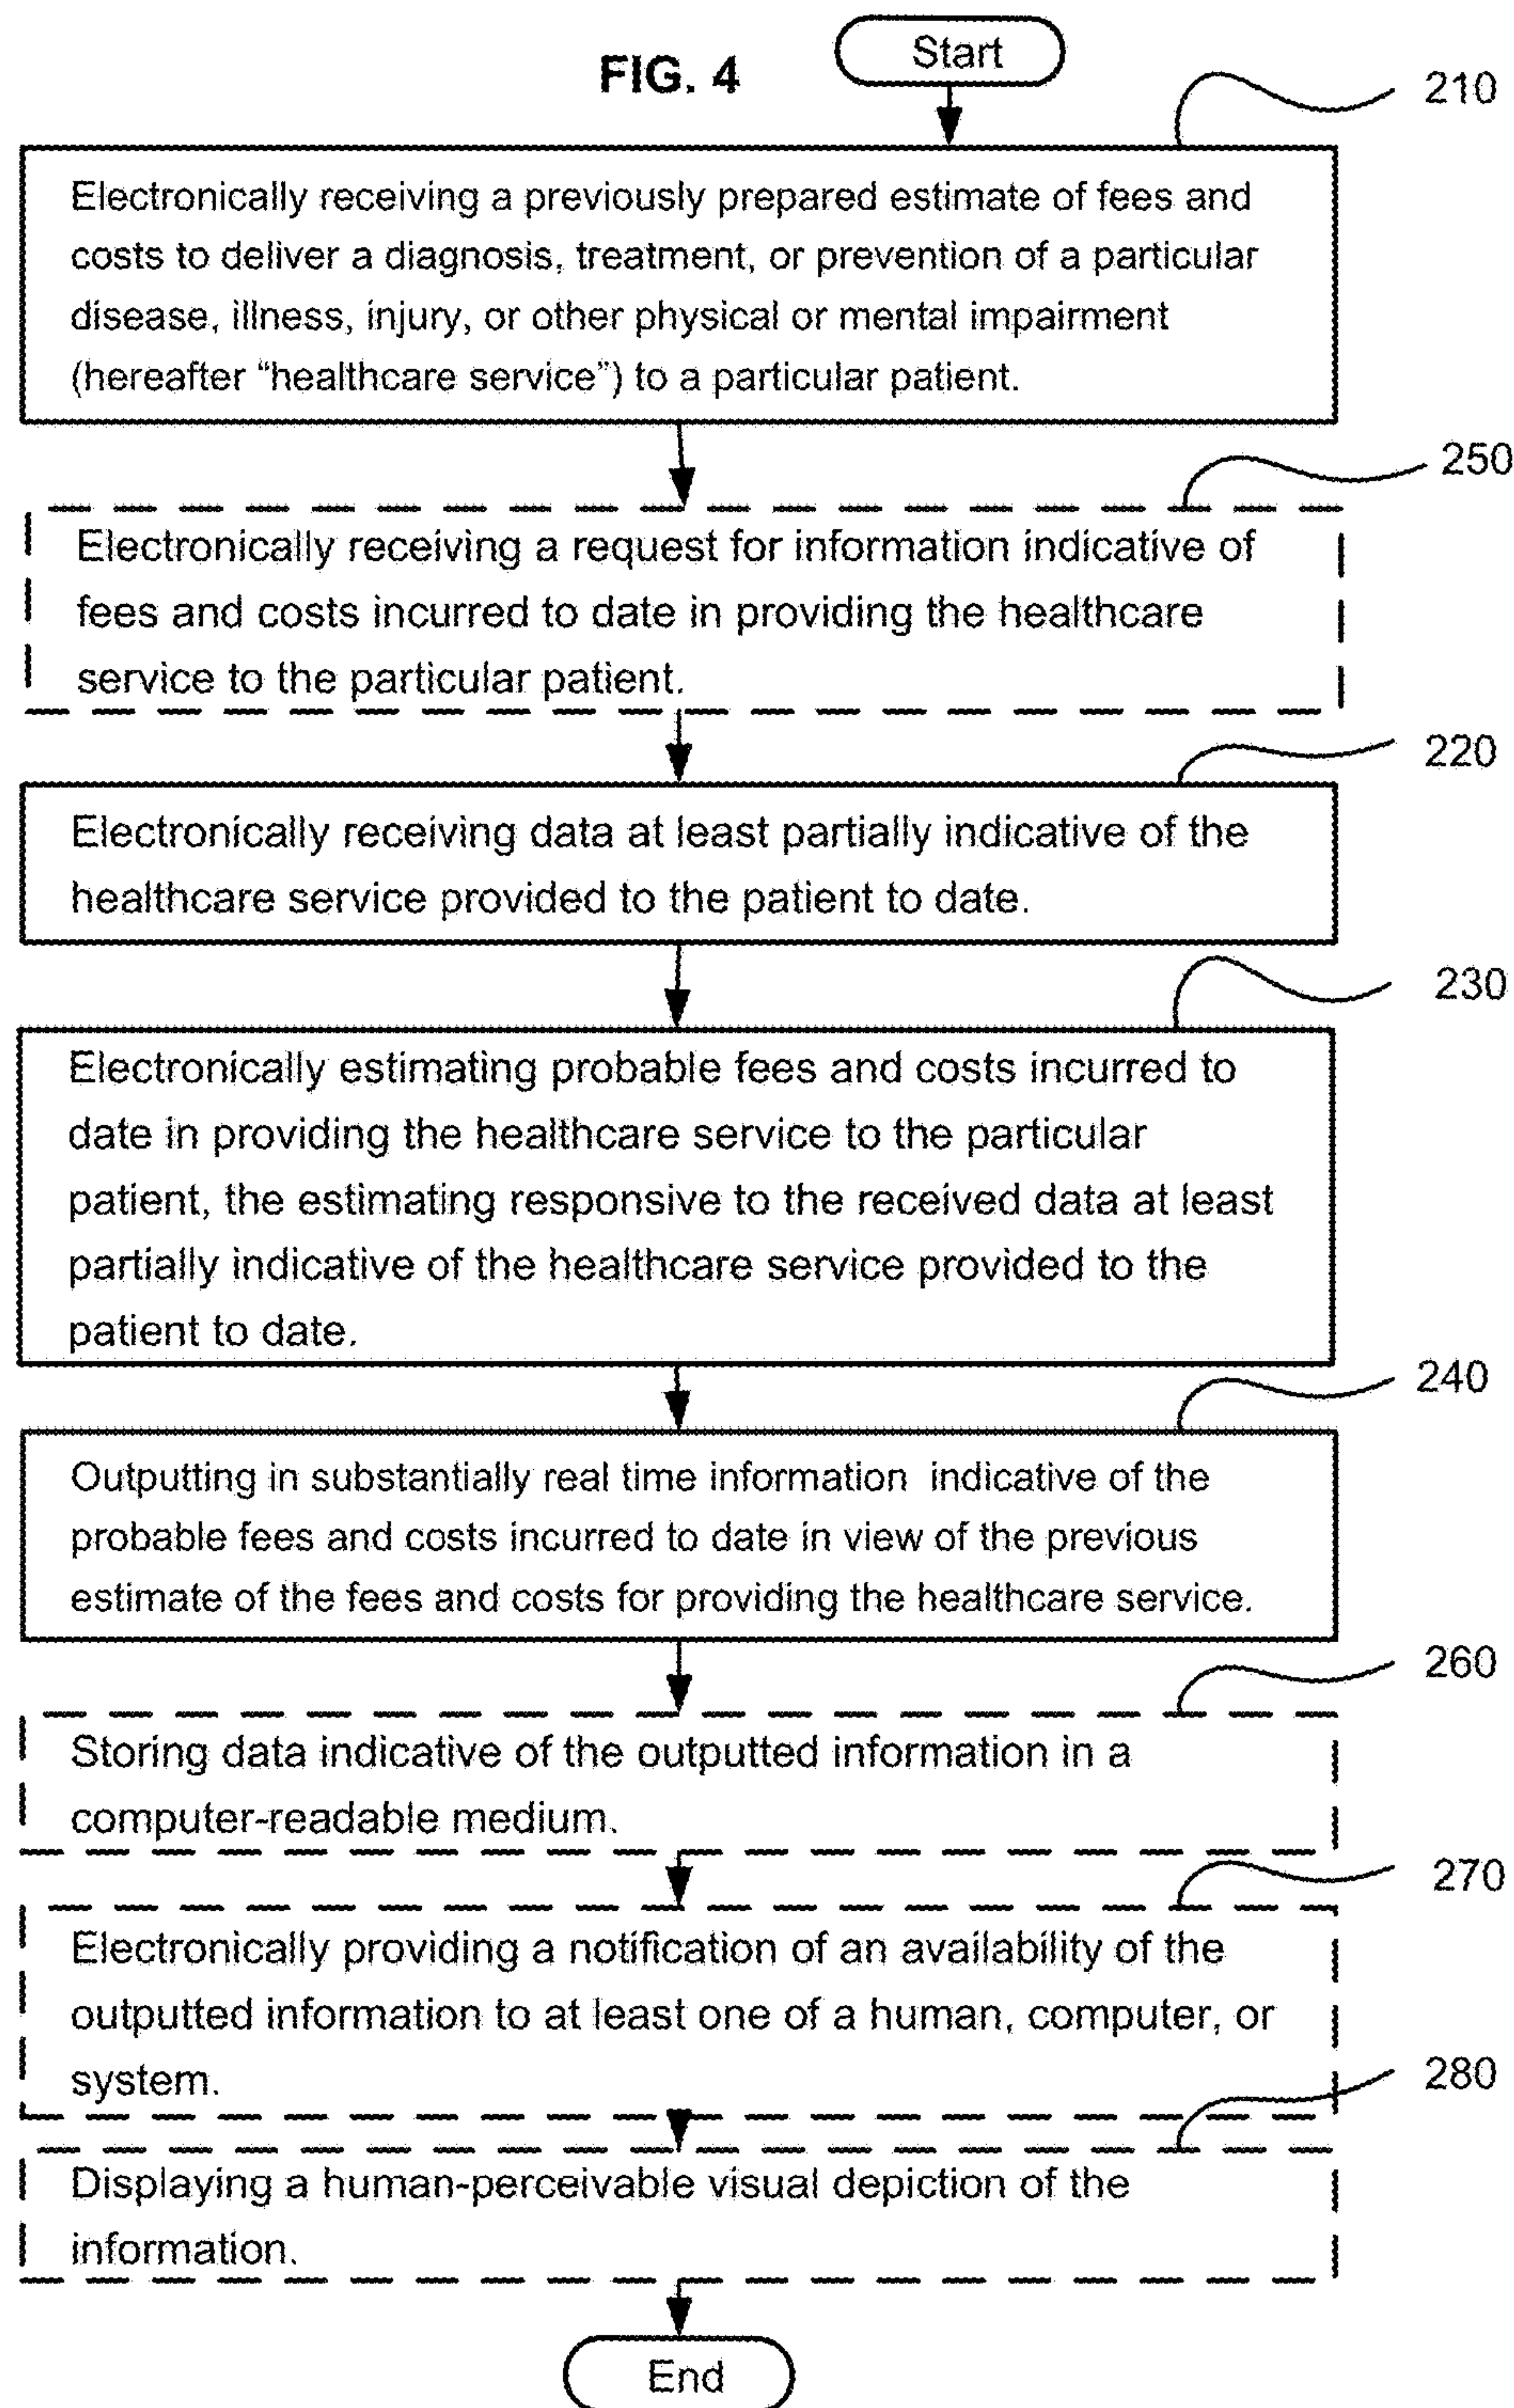 FIG. 4
Start
210
Electronically receiving a previously prepared estimate of fees and
costs to deliver a diagnosis, treatment, or prevention of a particular
disease, illness, injury, or other physical or mental impairment
(hereafter “healthcare service”) to a particular patient.
250
Electronically receiving a request for information indicative of
fees and costs incurred to date in providing the healthcare
service to the particular patient.
220
Electronically receiving data at least partially indicative of the
healthcare service provided to the patient to date.
230
Electronically estimating probable fees and costs incurred to
date in providing the healthcare service to the particular
patient, the estimating responsive to the received data at least
partially indicative of the healthcare service provided to the
patient to date.
240
Outputting in substantially real time information indicative of the
probable fees and costs incurred to date in view of the previous
estimate of the fees and costs for providing the healthcare service.
260
Storing data indicative of the outputted information in a
computer-readable medium.
270
Electronically providing a notification of an availability of the
outputted information to at least one of a human, computer, or
system.
280
Displaying a human-perceivable visual depiction of the
information.
End